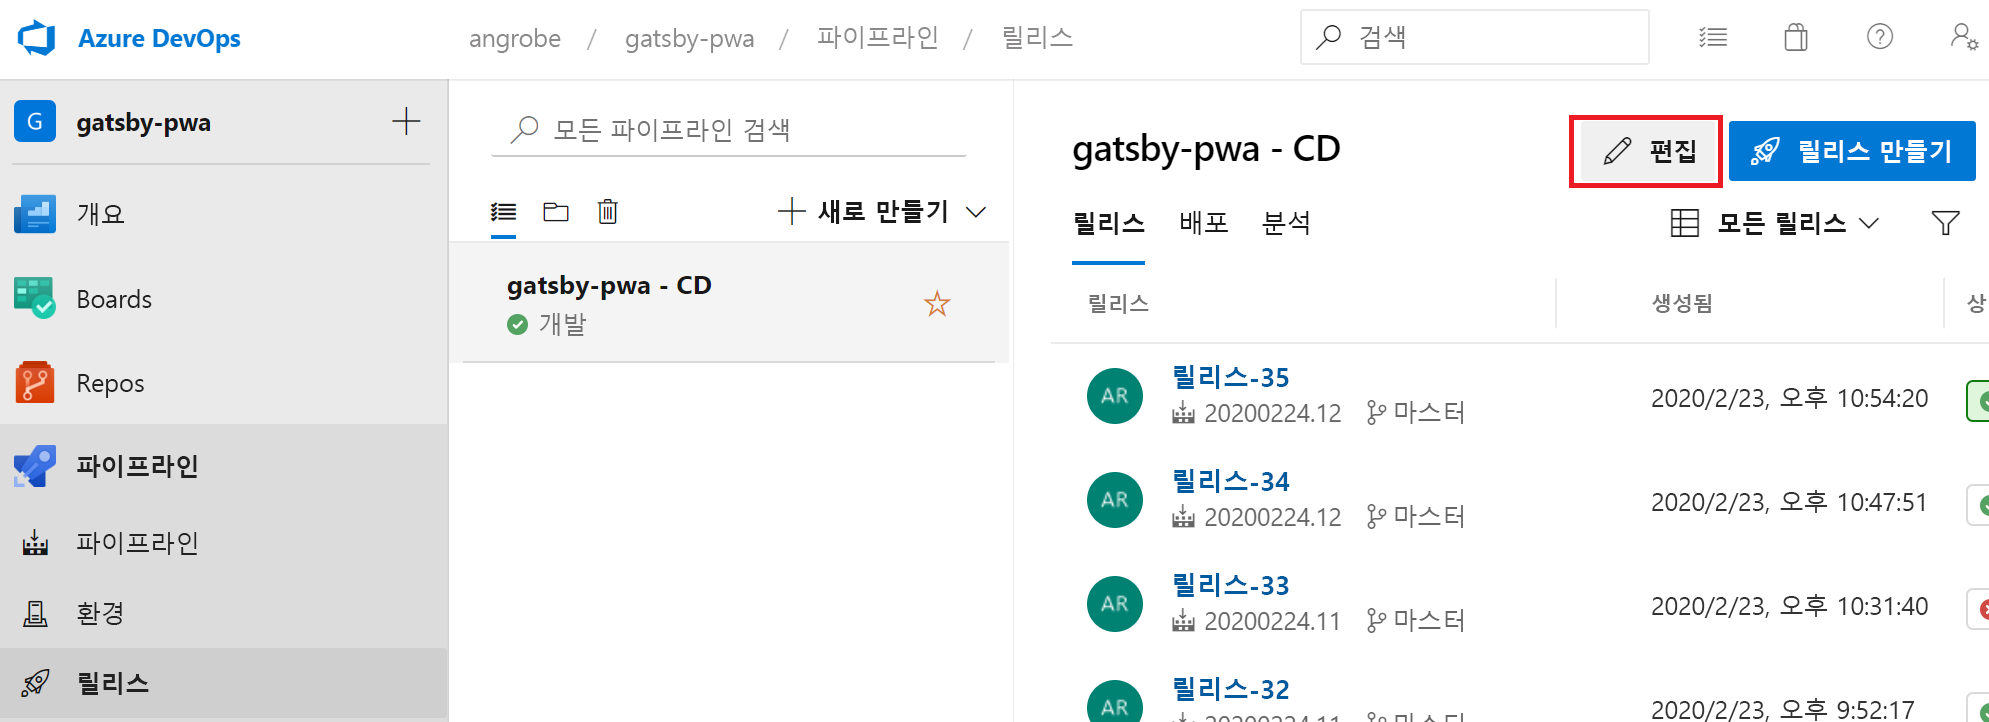 Azure DevOps
angrobe / gatsby-pwa / 파이프라인 / 릴리스
검색
G gatsby-pwa
개요
Boards
Repos
파이프라인
파이프라인
환경
릴리스
모든 파이프라인 검색
새로 만들기
gatsby-pwa - CD
개발
gatsby-pwa - CD
편집
릴리스 만들기
릴리스 배포 분석
모든 릴리스
릴리스 생성됨 상
AR 릴리스-35
20200224.12 마스터
2020/2/23, 오후 10:54:20
AR 릴리스-34
20200224.12 마스터
2020/2/23, 오후 10:47:51
AR 릴리스-33
20200224.11 마스터
2020/2/23, 오후 10:31:40
AR 릴리스-32
20200224.11 마스터
2020/2/23, 오후 9:52:17